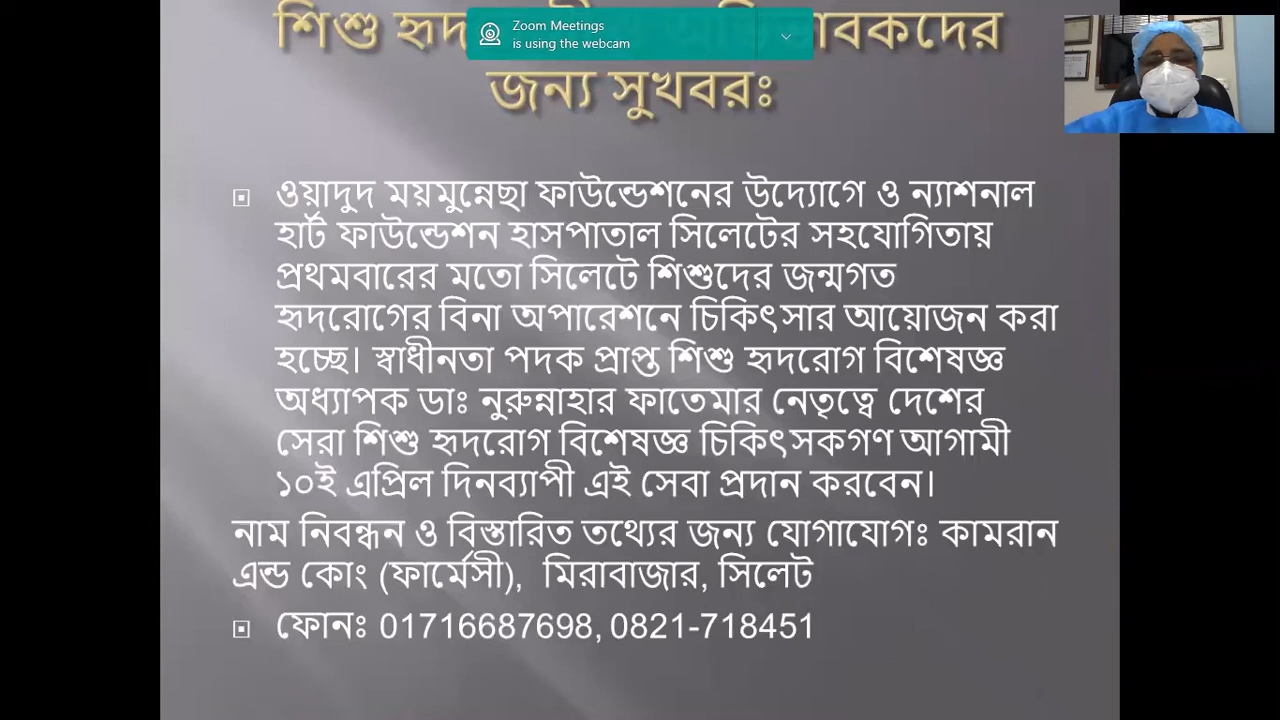 শিশু হৃদ
Zoom Meetings
is using the webcam
জন্য সুখবরঃ
ওয়াদুদ ময়মুন্নেছা ফাউন্ডেশনের উদ্যোগে ও ন্যাশনাল
হার্ট ফাউন্ডেশন হাসপাতাল সিলেটের সহযোগিতায়
প্রথমবারের মতো সিলেটে শিশুদের জন্মগত
হৃদরোগের বিনা অপারেশনে চিকিৎসার আয়োজন করা
হচ্ছে। স্বাধীনতা পদক প্রাপ্ত শিশু হৃদরোগ বিশেষজ্ঞ
অধ্যাপক ডাঃ নুরুন্নাহার ফাতেমার নেতৃত্বে দেশের
সেরা শিশু হৃদরোগ বিশেষজ্ঞ চিকিৎসকগণ আগামী
১০ই এপ্রিল দিনব্যাপী এই সেবা প্রদান করবেন।
নাম নিবন্ধন ও বিস্তারিত তথ্যের জন্য যোগাযোগঃ কামরান
এন্ড কোং (ফার্মেসী), মিরাবাজার, সিলেট
ফোনঃ 01716687698, 0821-718451